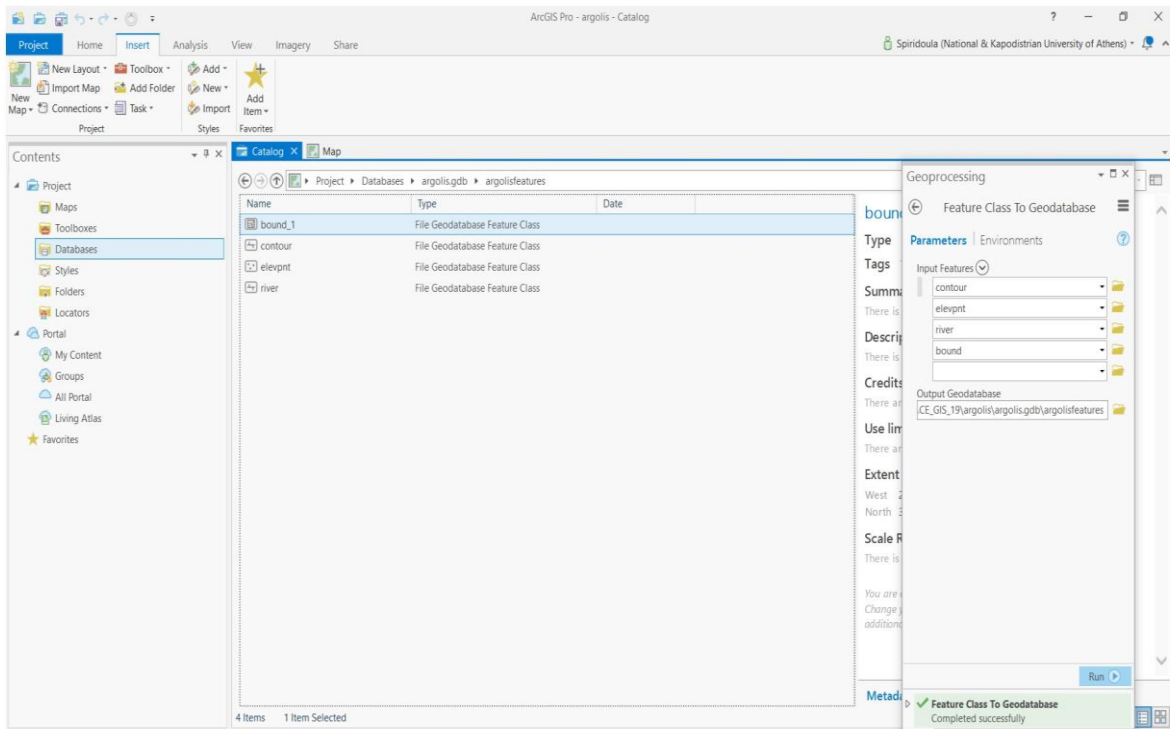 ArcGIS Pro - argolis - Catalog
?
Project Home Insert Analysis View Imagery Share
Spiridoula (National & Kapodistrian University of Athens)
New Map
New Layout
Import Map
Connections
Toolbox
Add Folder
Task
Project
Add
New
Import
Styles
Add Item
Favorites
Contents
Project
Maps
Toolboxes
Databases
Styles
Folders
Locators
Portal
My Content
Groups
All Portal
Living Atlas
Favorites
Catalog X Map
Project Databases argolis.gdb argolisfeatures
Name Type Date
bound_1 File Geodatabase Feature Class
contour File Geodatabase Feature Class
elevpnt File Geodatabase Feature Class
river File Geodatabase Feature Class
4 Items 1 Item Selected
Type
Tags
There is
There is
Credits
There ar
Use lim
There ar
Extent
West
North
Scale R
There is
You are
Change
Geoprocessing
Feature Class To Geodatabase
Parameters Environments
?
Input Features
contour
elevpnt
river
bound
Output Geodatabase
CE_GIS_19\argolis\argolis.gdb\argolisfeatures
Run
Feature Class To Geodatabase
Completed successfully